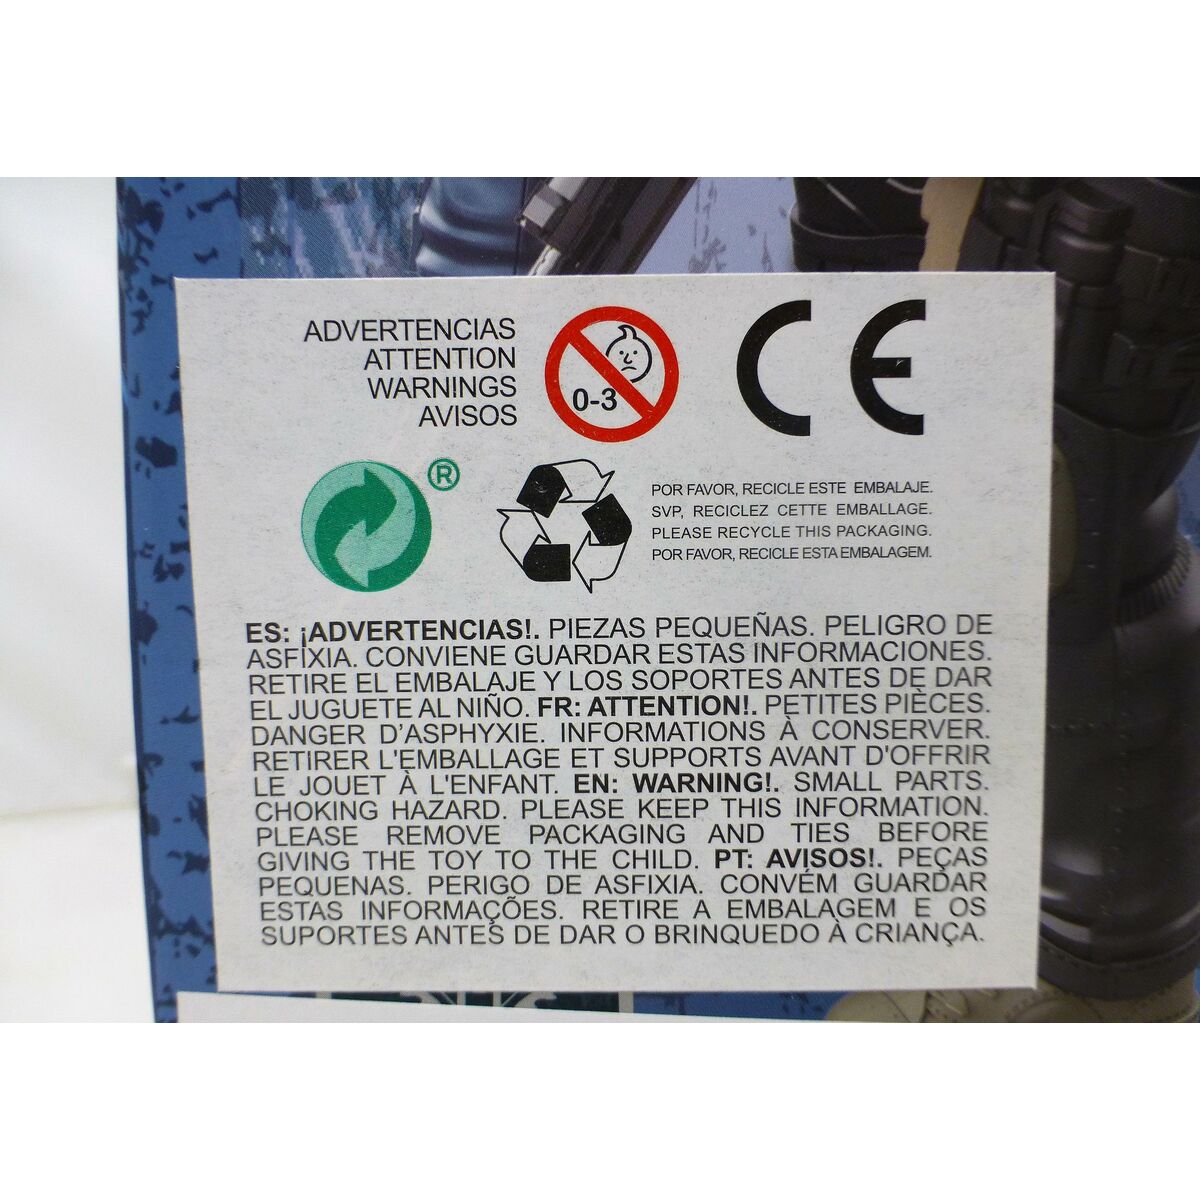 ADVERTENCIAS
ATTENTION
WARNINGS
AVISOS
0-3
CE
®
POR FAVOR, RECICLE ESTE EMBALAJE.
SVP, RECICLEZ CETTE EMBALLAGE.
PLEASE RECYCLE THIS PACKAGING.
POR FAVOR, RECICLE ESTA EMBALAGEM.
ES: ¡ADVERTENCIAS!. PIEZAS PEQUEÑAS. PELIGRO DE
ASFIXIA. CONVIENE GUARDAR ESTAS INFORMACIONES.
RETIRE EL EMBALAJE Y LOS SOPORTES ANTES DE DAR
EL JUGUETE AL NIÑO. FR: ATTENTION!. PETITES PIÈCES.
DANGER D'ASPHYXIE. INFORMATIONS À CONSERVER.
RETIRER L'EMBALLAGE ET SUPPORTS AVANT D'OFFRIR
LE JOUET À L'ENFANT. EN: WARNING!. SMALL PARTS.
CHOKING HAZARD. PLEASE KEEP THIS INFORMATION.
PLEASE REMOVE PACKAGING AND TIES BEFORE
GIVING THE TOY TO THE CHILD. PT: AVISOS!. PEÇAS
PEQUENAS. PERIGO DE ASFIXIA. CONVÉM GUARDAR
ESTAS INFORMAÇÕES. RETIRE A EMBALAGEM E OS
SUPORTES ANTES DE DAR O BRINQUEDO À CRIANÇA.